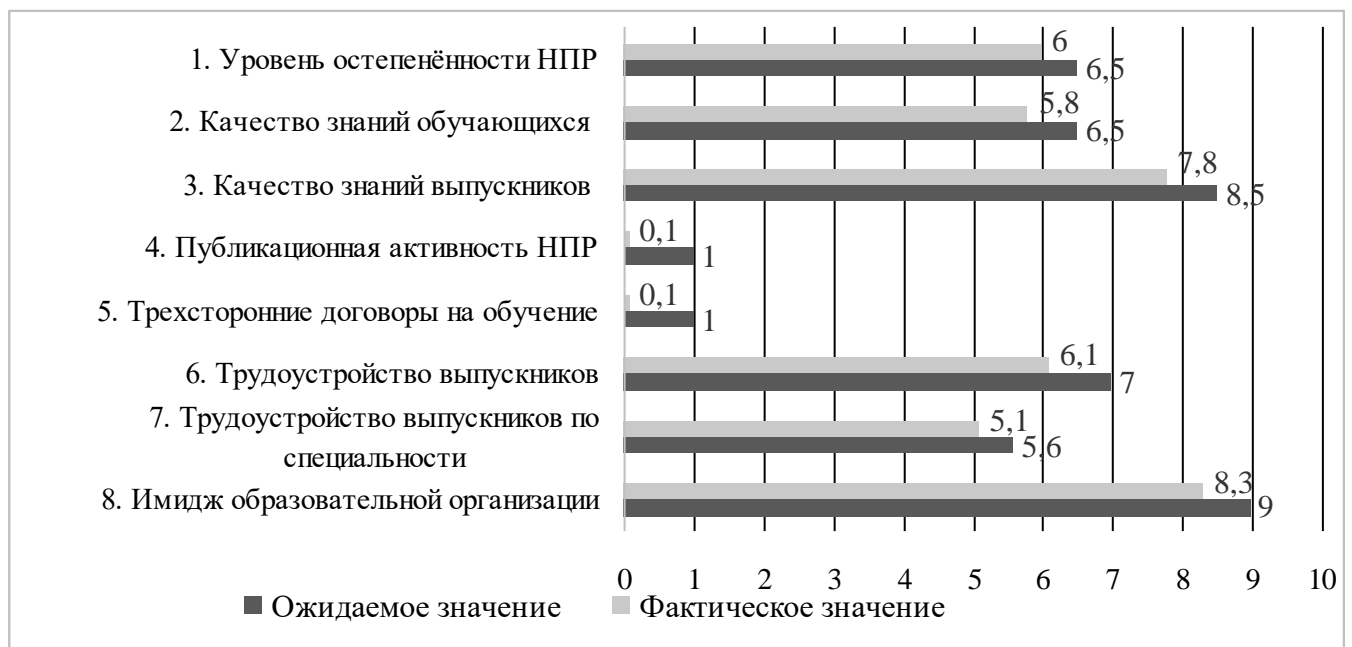 1. Уровень остепенённости НПР
6
6,5
2. Качество знаний обучающихся
5,8
6,5
3. Качество знаний выпускников
7,8
8,5
4. Публикационная активность НПР
0,1
1
5. Трехсторонние договоры на обучение
0,1
1
6. Трудоустройство выпускников
6,1
7
7. Трудоустройство выпускников по
специальности
5,1
5,6
8. Имидж образовательной организации
8,3
9
0 1 2 3 4 5 6 7 8 9 10
Ожидаемое значение Фактическое значение